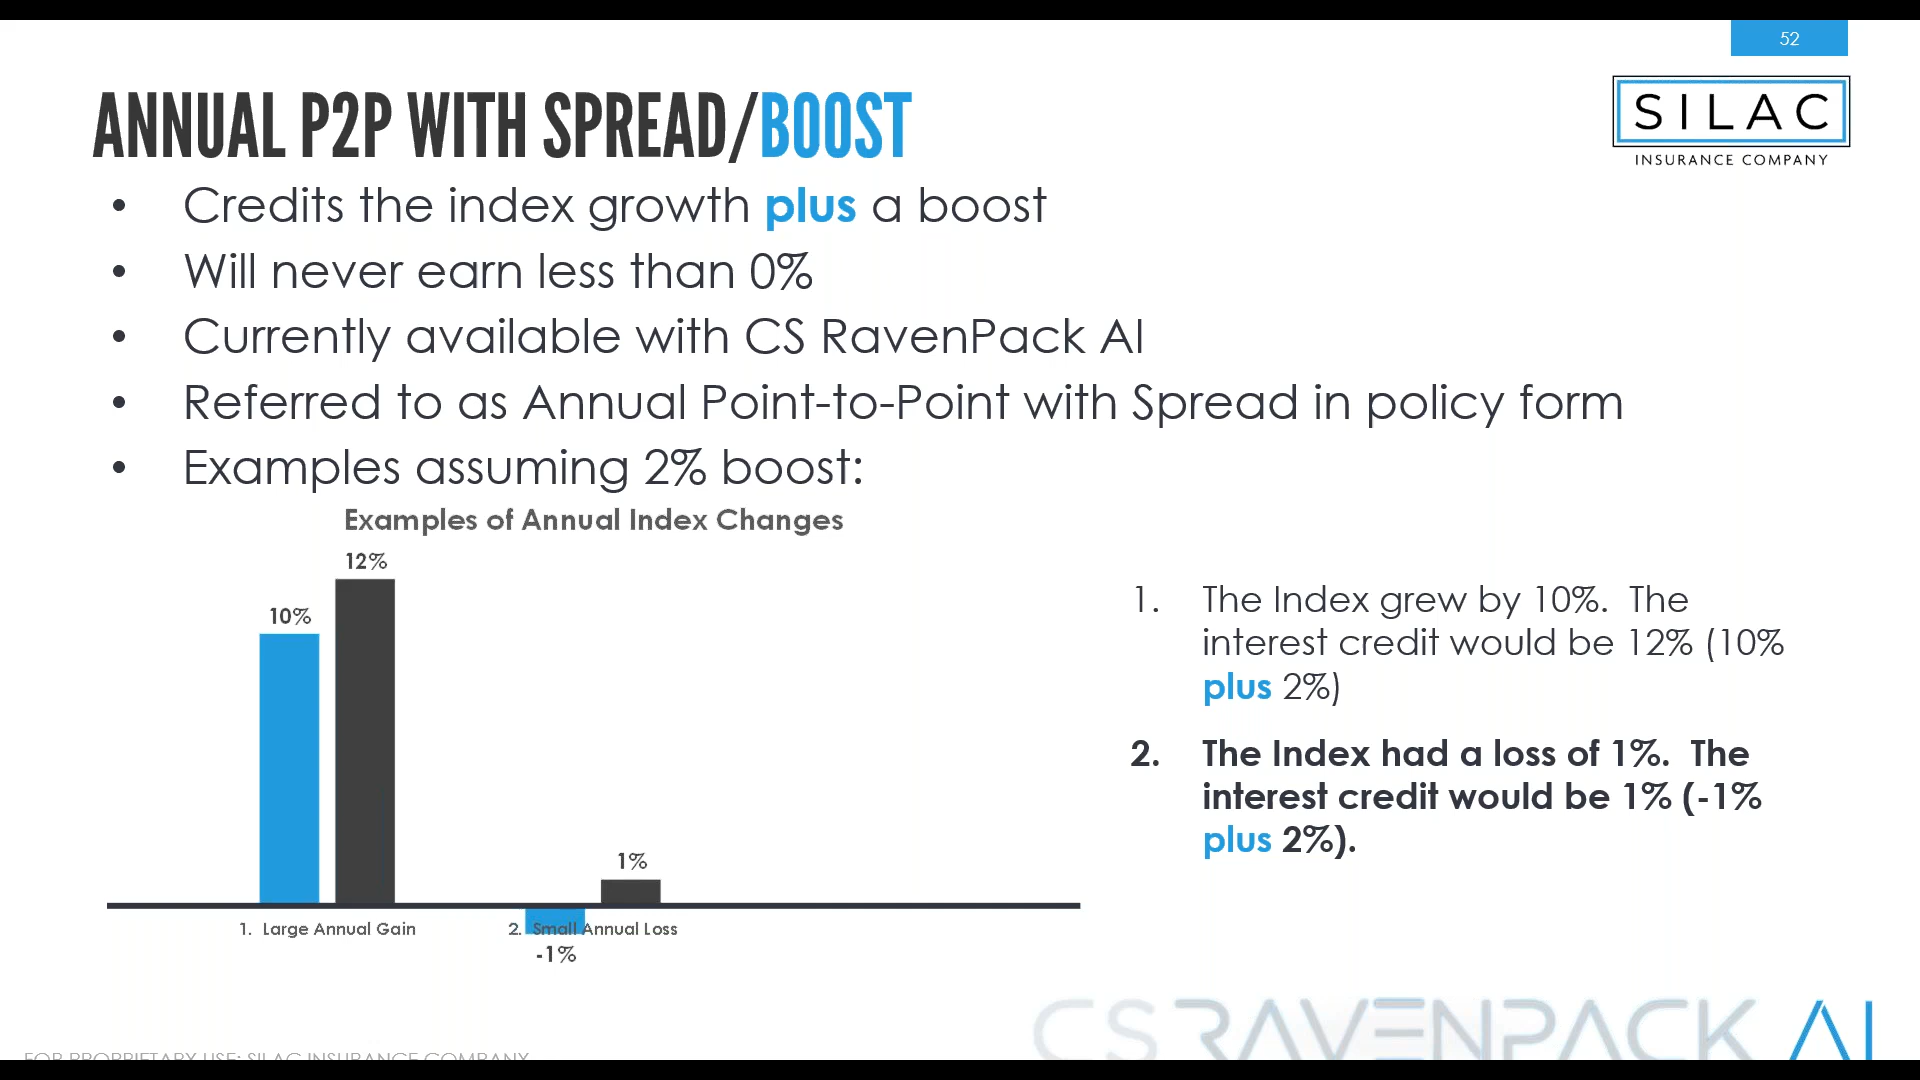 52
SILAC
INSURANCE COMPANY
ANNUAL P2P WITH SPREAD/BOOST
• Credits the index growth plus a boost
• Will never earn less than 0%
• Currently available with CS RavenPack AI
• Referred to as Annual Point-to-Point with Spread in policy form
• Examples assuming 2% boost:
Examples of Annual Index Changes
12%
10%
1%
1. Large Annual Gain
2. Small Annual Loss
-1%
1. The Index grew by 10%. The
interest credit would be 12% (10%
plus 2%)
2. The Index had a loss of 1%. The
interest credit would be 1% (-1%
plus 2%).
CS RAVENPACK AI
FOR PROPRIETARY USE: SILAC INSURANCE COMPANY